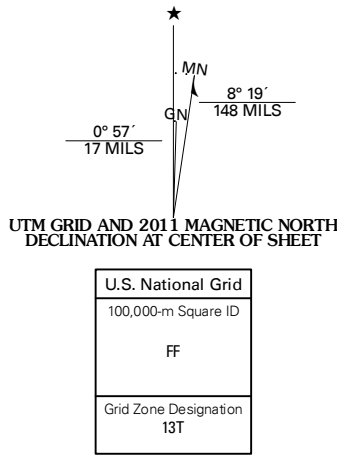 ★
MN
GN
8° 19´
148 MILS
0° 57´
17 MILS
UTM GRID AND 2011 MAGNETIC NORTH
DECLINATION AT CENTER OF SHEET
U.S. National Grid
100,000-m Square ID
FF
Grid Zone Designation
13T